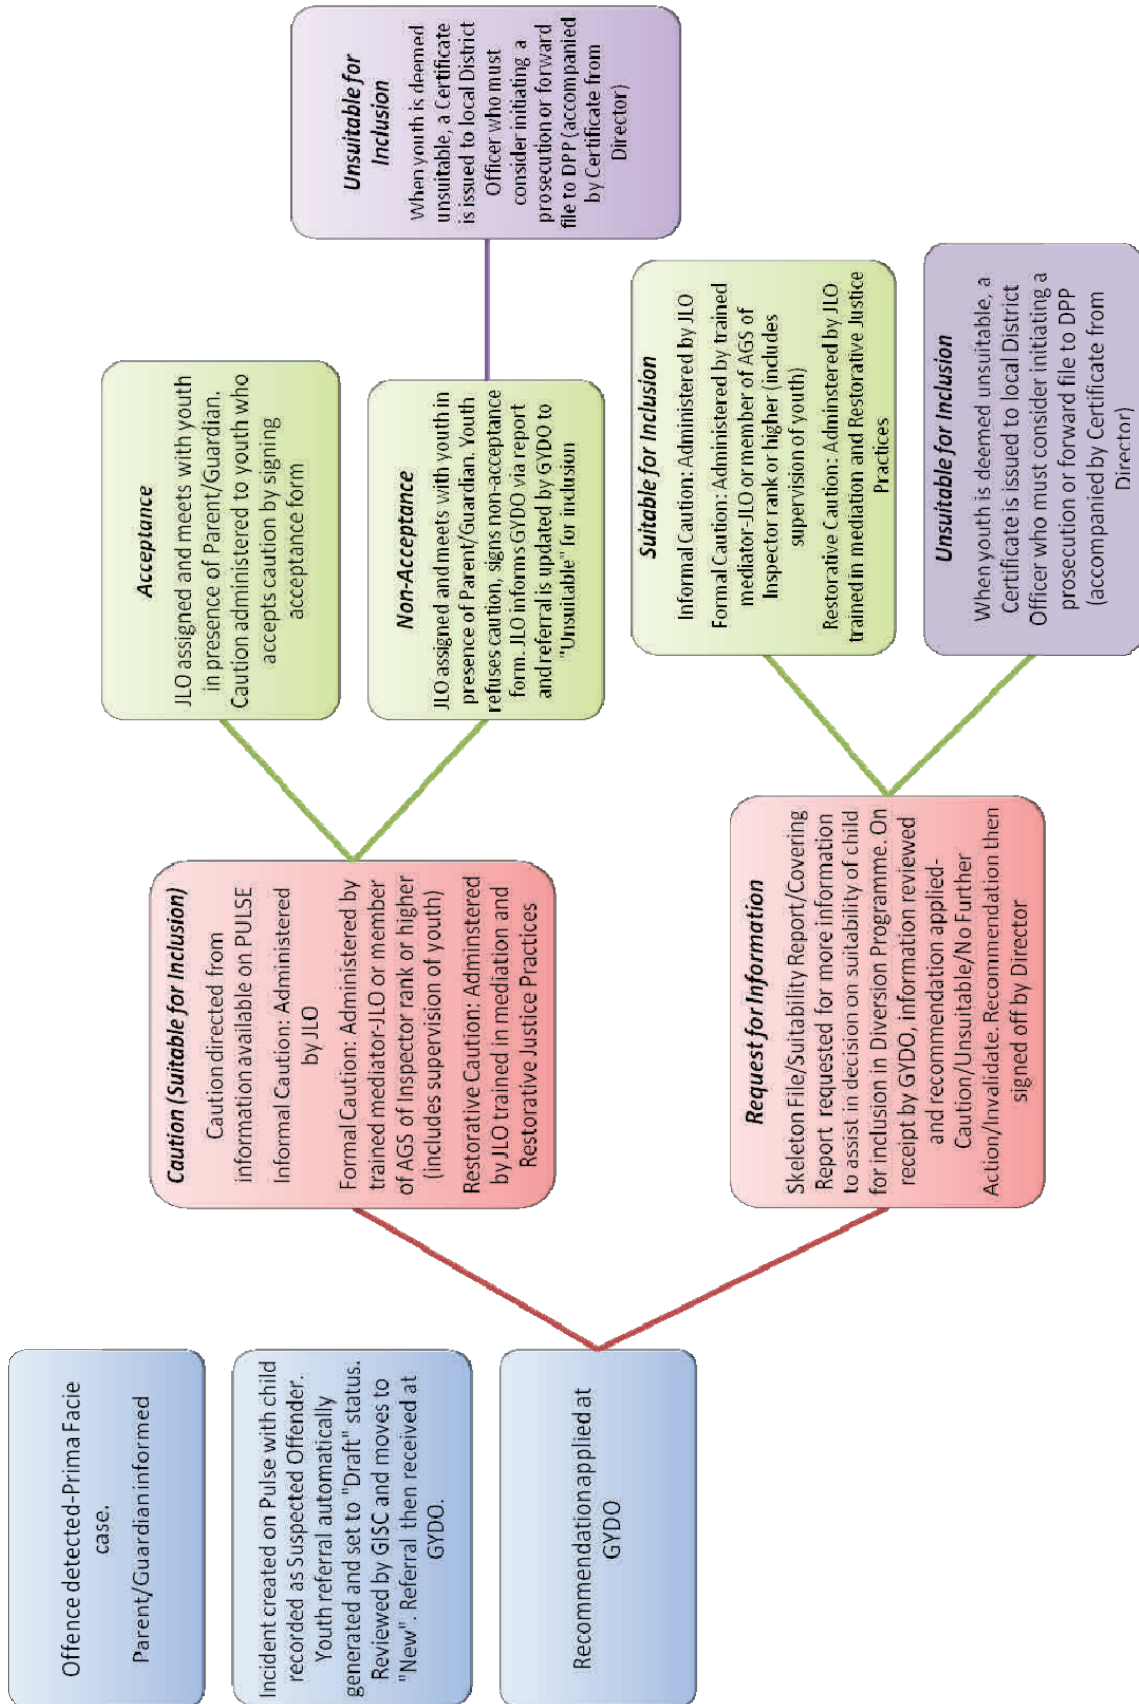 Offence detected-Prima Facie
case.
Parent/Guardian informed
Incident created on Pulse with child
recorded as Suspected Offender.
Youth referral automatically
generated and set to "Draft" status.
Reviewed by GISC and moves to
"New". Referral then received at
GYDO.
Recommendation applied at
GYDO
Caution (Suitable for Inclusion)
Caution directed from
information available on PULSE
Informal Caution: Administered
by JLO
Formal Caution: Administered by
trained mediator-JLO or member
of AGS of Inspector rank or higher
(includes supervision of youth)
Restorative Caution: Adminstered
by JLO trained in mediation and
Restorative Justice Practices
Request for Information
Skeleton File/Suitability Report/Covering
Report requested for more information
to assist in decision on suitability of child
for inclusion in Diversion Programme. On
receipt by GYDO, information reviewed
and recommendation applied-
Caution/Unsuitable/No Further
Action/Invalidate. Recommendation then
signed off by Director
Acceptance
JLO assigned and meets with youth
in presence of Parent/Guardian.
Caution administered to youth who
accepts caution by signing
acceptance form
Non-Acceptance
JLO assigned and meets with youth in
presence of Parent/Guardian. Youth
refuses caution, signs non-acceptance
form. JLO informs GYDO via report
and referral is updated by GYDO to
"Unsuitable" for inclusion
Suitable for Inclusion
Informal Caution: Administered by JLO
Formal Caution: Administered by trained
mediator-JLO or member of AGS of
Inspector rank or higher (includes
supervision of youth)
Restorative Caution: Adminstered by JLO
trained in mediation and Restorative Justice
Practices
Unsuitable for Inclusion
When youth is deemed unsuitable, a
Certificate is issued to local District
Officer who must consider initiating a
prosecution or forward file to DPP
(accompanied by Certificate from
Director)
Unsuitable for
Inclusion
When youth is deemed
unsuitable, a Certificate
is issued to local District
Officer who must
consider initiating a
prosecution or forward
file to DPP (accompanied
by Certificate from
Director)